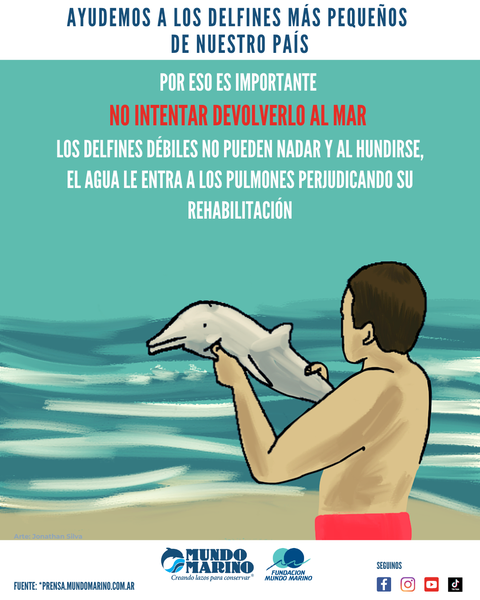 AYUDEMOS A LOS DELFINES MÁS PEQUEÑOS
DE NUESTRO PAÍS
POR ESO ES IMPORTANTE
NO INTENTAR DEVOLVERLO AL MAR
LOS DELFINES DÉBILES NO PUEDEN NADAR Y AL HUNDIRSE,
EL AGUA LE ENTRA A LOS PULMONES PERJUDICANDO SU
REHABILITACIÓN
MUNDO
MARINO
Creando lazos para conservar®
FUNDACION
MUNDO MARINO
SEGUINOS
FUENTE: *PRENSA.MUNDOMARINO.COM.AR